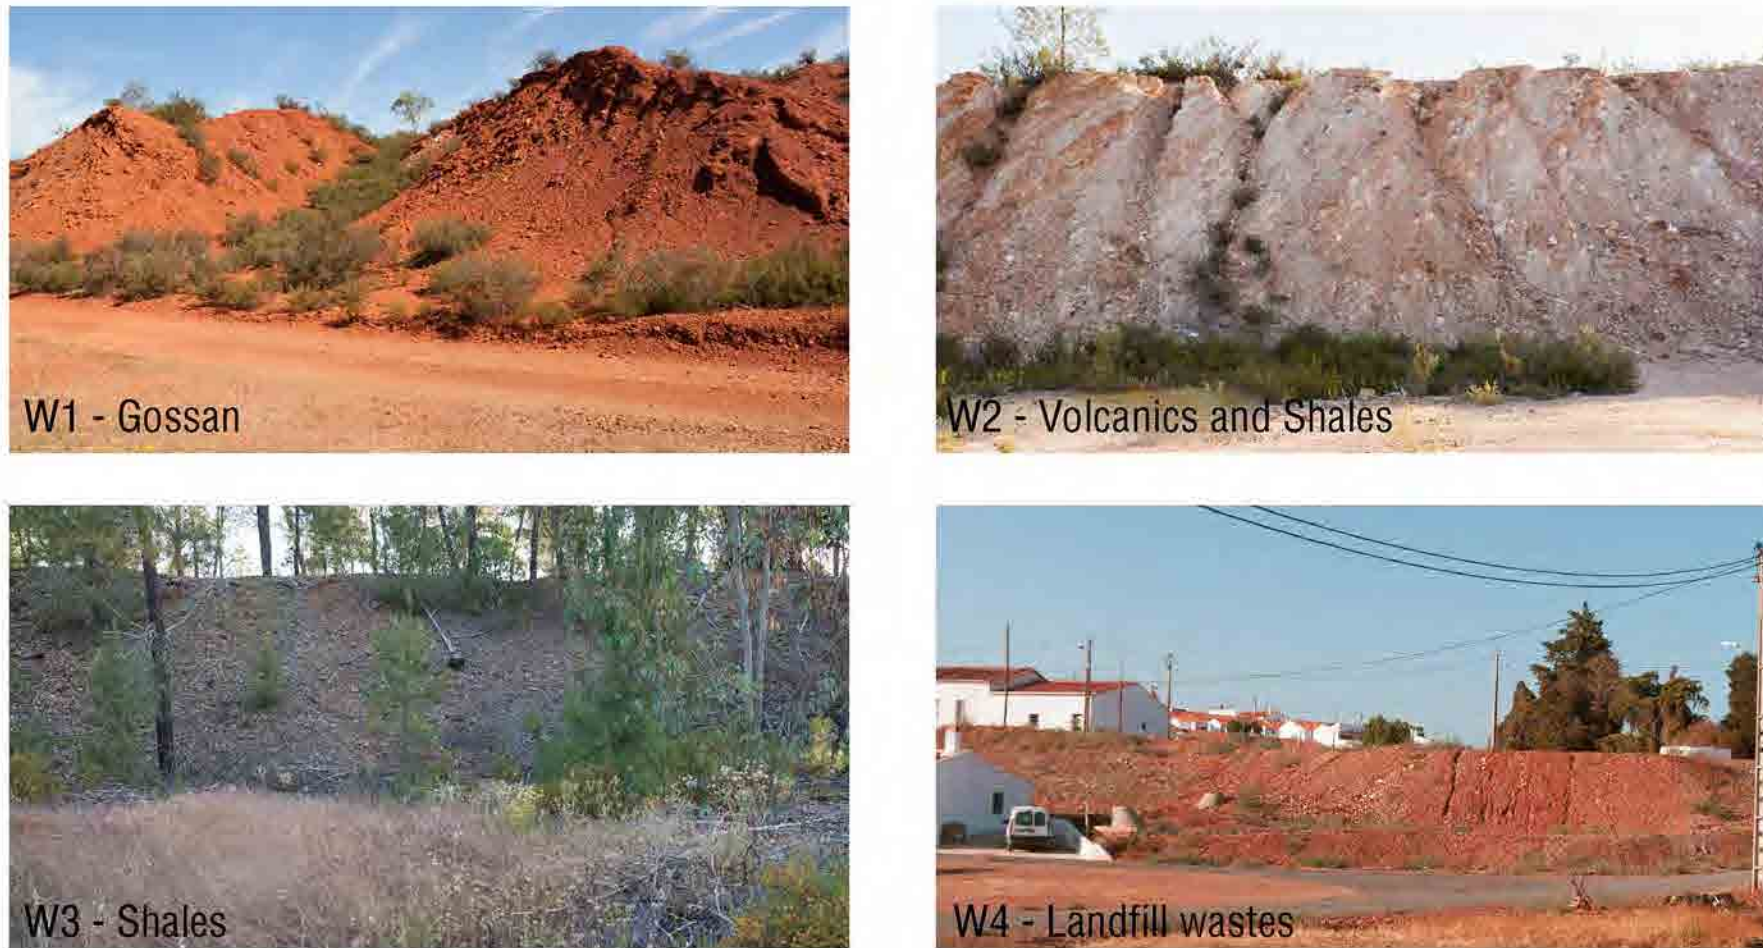 W1 - Gossan
W2 - Volcanics and Shales
W3 - Shales
W4 - Landfill wastes